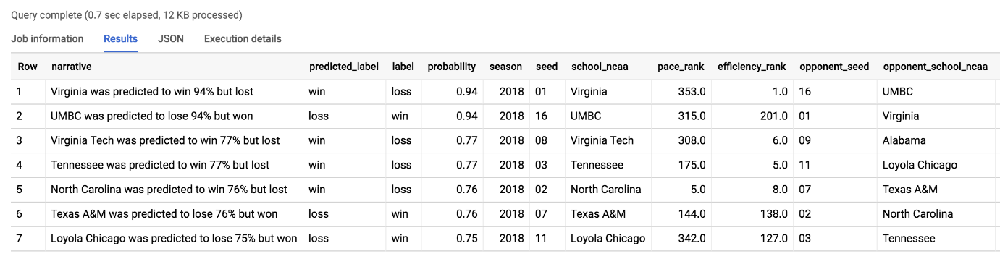 Query complete (0.7 sec elapsed, 12 KB processed)
Job information Results JSON Execution details
Row narrative predicted_label label probability season seed school_ncaa pace_rank efficiency_rank opponent_seed opponent_school_ncaa
1 Virginia was predicted to win 94% but lost win loss 0.94 2018 01 Virginia 353.0 1.0 16 UMBC
2 UMBC was predicted to lose 94% but won loss win 0.94 2018 16 UMBC 315.0 201.0 01 Virginia
3 Virginia Tech was predicted to win 77% but lost win loss 0.77 2018 08 Virginia Tech 308.0 6.0 09 Alabama
4 Tennessee was predicted to win 77% but lost win loss 0.77 2018 03 Tennessee 175.0 5.0 11 Loyola Chicago
5 North Carolina was predicted to win 76% but lost win loss 0.76 2018 02 North Carolina 5.0 8.0 07 Texas A&M
6 Texas A&M was predicted to lose 76% but won loss win 0.76 2018 07 Texas A&M 144.0 138.0 02 North Carolina
7 Loyola Chicago was predicted to lose 75% but won loss win 0.75 2018 11 Loyola Chicago 342.0 127.0 03 Tennessee